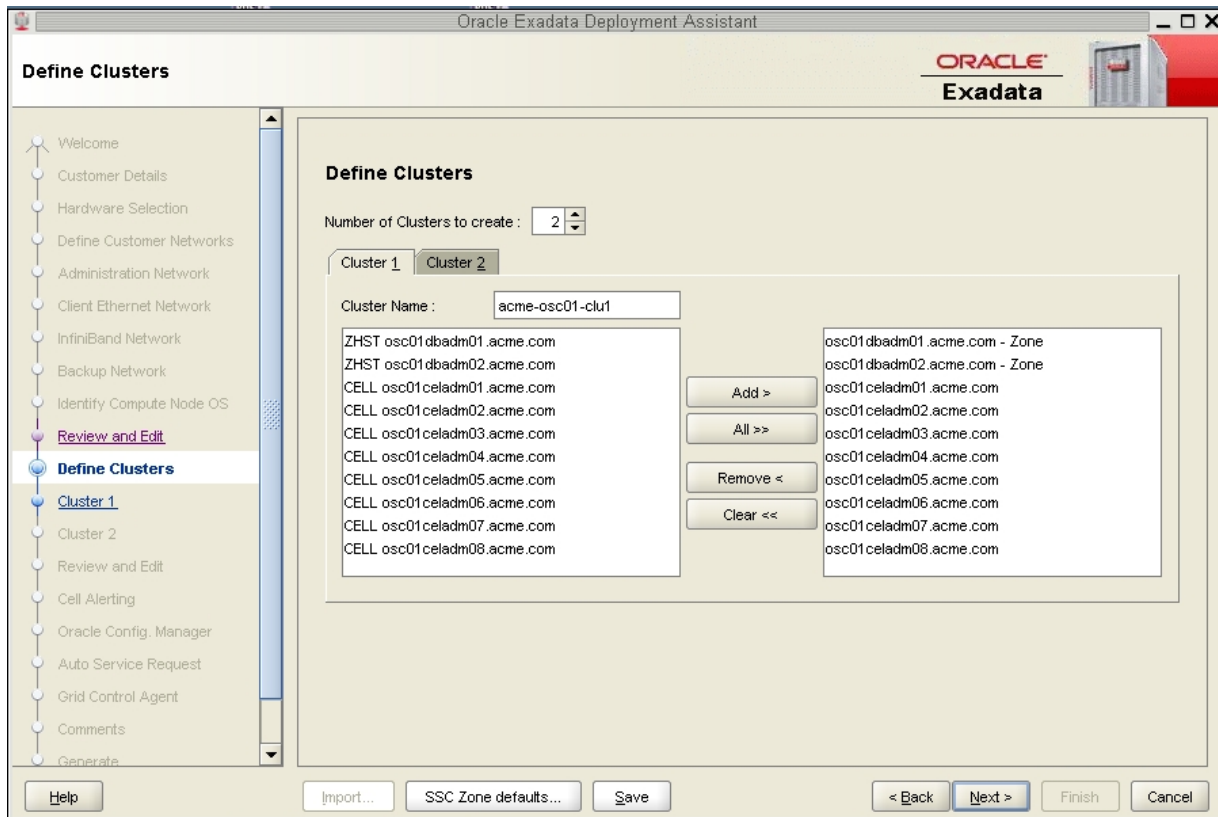 Oracle Exadata Deployment Assistant
Define Clusters
ORACLE
Exadata
Welcome
Customer Details
Hardware Selection
Define Customer Networks
Administration Network
Client Ethernet Network
InfiniBand Network
Backup Network
Identify Compute Node OS
Review and Edit
Define Clusters
Cluster 1
Cluster 2
Review and Edit
Cell Alerting
Oracle Config. Manager
Auto Service Request
Grid Control Agent
Comments
Generate
Define Clusters
Number of Clusters to create : 2
Cluster 1 Cluster 2
Cluster Name : acme-osc01-clu1
ZHST osc01dbadm01.acme.com
ZHST osc01dbadm02.acme.com
CELL osc01celadm01.acme.com
CELL osc01celadm02.acme.com
CELL osc01celadm03.acme.com
CELL osc01celadm04.acme.com
CELL osc01celadm05.acme.com
CELL osc01celadm06.acme.com
CELL osc01celadm07.acme.com
CELL osc01celadm08.acme.com
Add >
All >>
Remove <
Clear <<
osc01dbadm01.acme.com - Zone
osc01dbadm02.acme.com - Zone
osc01celadm01.acme.com
osc01celadm02.acme.com
osc01celadm03.acme.com
osc01celadm04.acme.com
osc01celadm05.acme.com
osc01celadm06.acme.com
osc01celadm07.acme.com
osc01celadm08.acme.com
Help Import... SSC Zone defaults... Save < Back Next > Finish Cancel